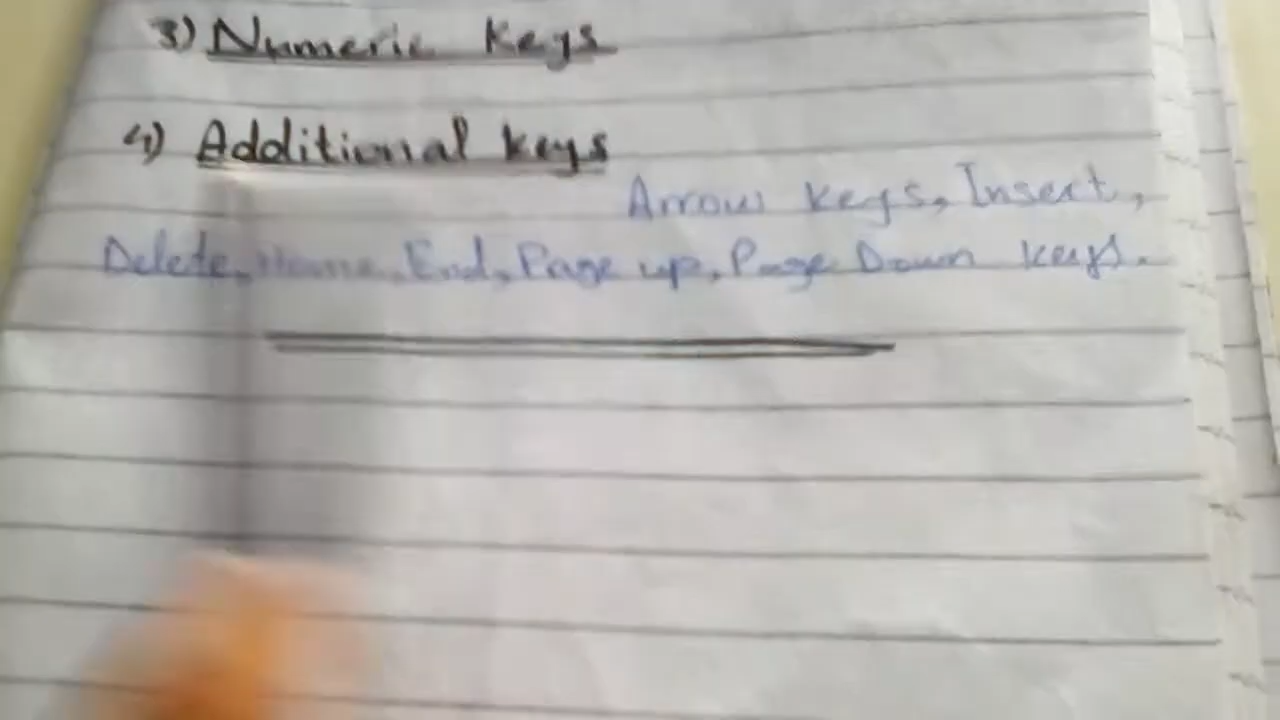 3) Numeric Keys
4) Additional keys
Arrow keys, Insert,
Delete, Home, End, Page up, Page Down keys.